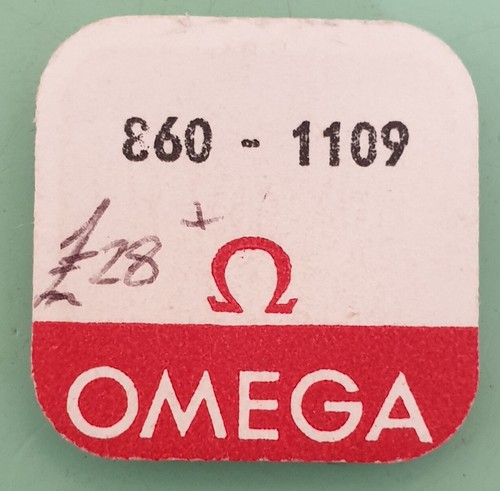 860 - 1109
£28 +
Ω
OMEGA